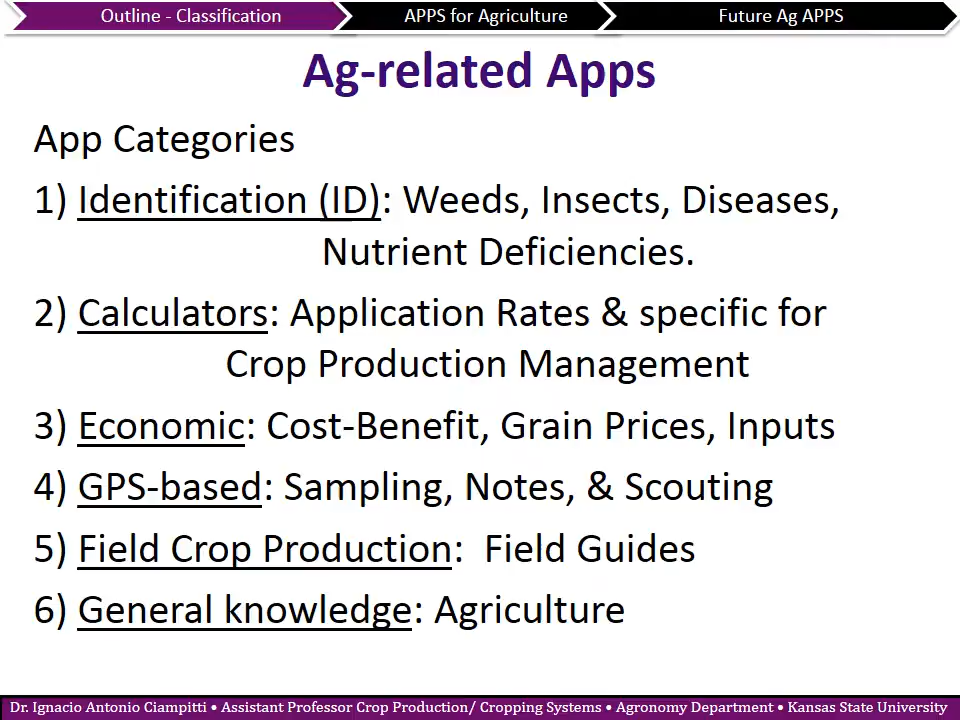 Outline - Classification
APPS for Agriculture
Future Ag APPS
Ag-related Apps
App Categories
1) Identification (ID): Weeds, Insects, Diseases,
Nutrient Deficiencies.
2) Calculators: Application Rates & specific for
Crop Production Management
3) Economic: Cost-Benefit, Grain Prices, Inputs
4) GPS-based: Sampling, Notes, & Scouting
5) Field Crop Production:  Field Guides
6) General knowledge: Agriculture
Dr. Ignacio Antonio Ciampitti • Assistant Professor Crop Production/ Cropping Systems • Agronomy Department • Kansas State University